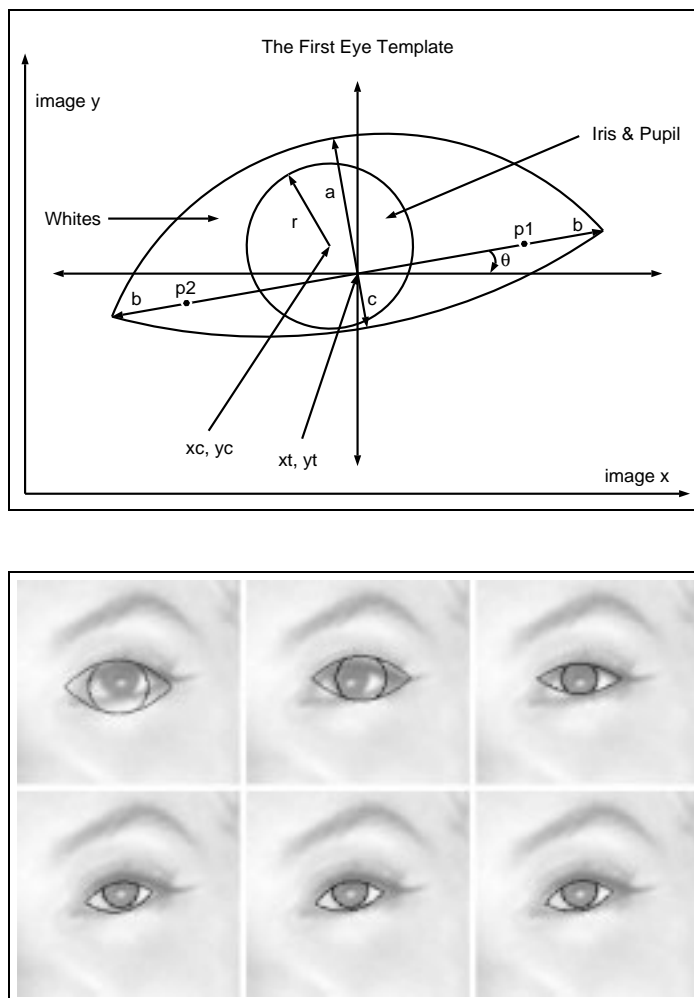 The First Eye Template
image y
Iris & Pupil
a
Whites
r
p1
b
θ
p2
b
c
xc, yc
xt, yt
image x